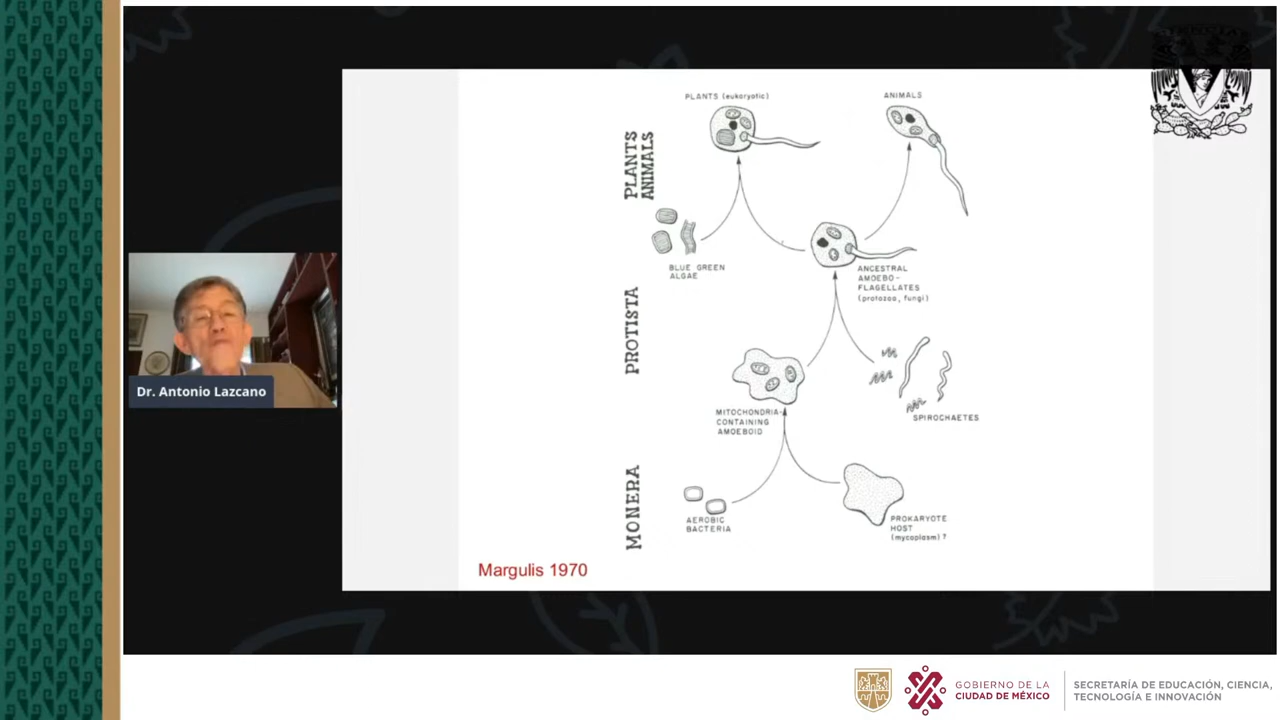 PLANTS (eukaryotic)
ANIMALS
PLANTS
ANIMALS
BLUE GREEN
ALGAE
ANCESTRAL
AMOEBO-
FLAGELLATES
(protozoa, fungi)
PROTISTA
MITOCHONDRIA-
CONTAINING
AMOEBOID
SPIROCHAETES
MONERA
AEROBIC
BACTERIA
PROKARYOTE
HOST
(mycoplasm)?
Margulis 1970
Dr. Antonio Lazcano
GOBIERNO DE LA
CIUDAD DE MÉXICO
SECRETARÍA DE EDUCACIÓN, CIENCIA,
TECNOLOGÍA E INNOVACIÓN